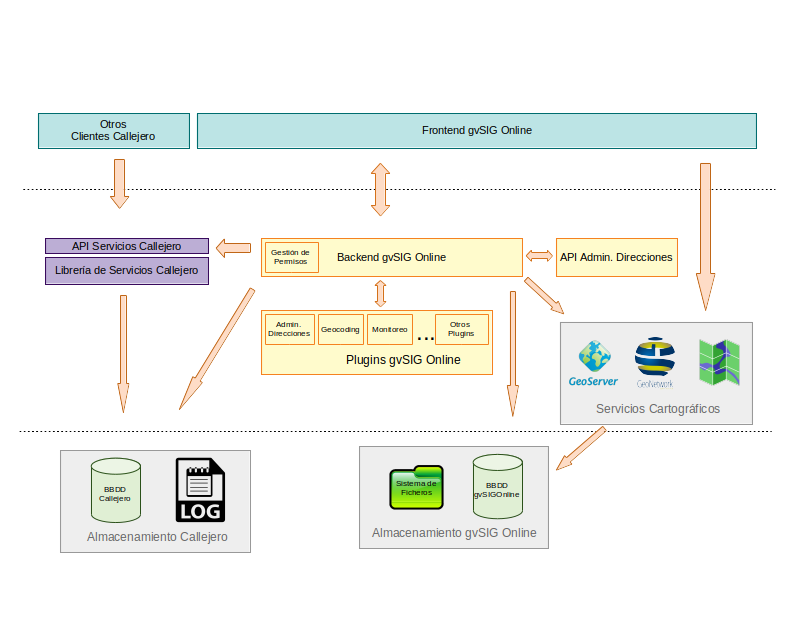 Otros
Clientes Callejero
Frontend gvSIG Online
API Servicios Callejero
Librería de Servicios Callejero
Gestión de
Permisos
Backend gvSIG Online
API Admin. Direcciones
Admin.
Direcciones
Geocoding
Monitoreo
...
Otros
Plugins
Plugins gvSIG Online
GeoServer
GeoNetwork
Servicios Cartográficos
BBDD
Callejero
LOG
Almacenamiento Callejero
Sistema de
Ficheros
BBDD
gvSIGOnline
Almacenamiento gvSIG Online